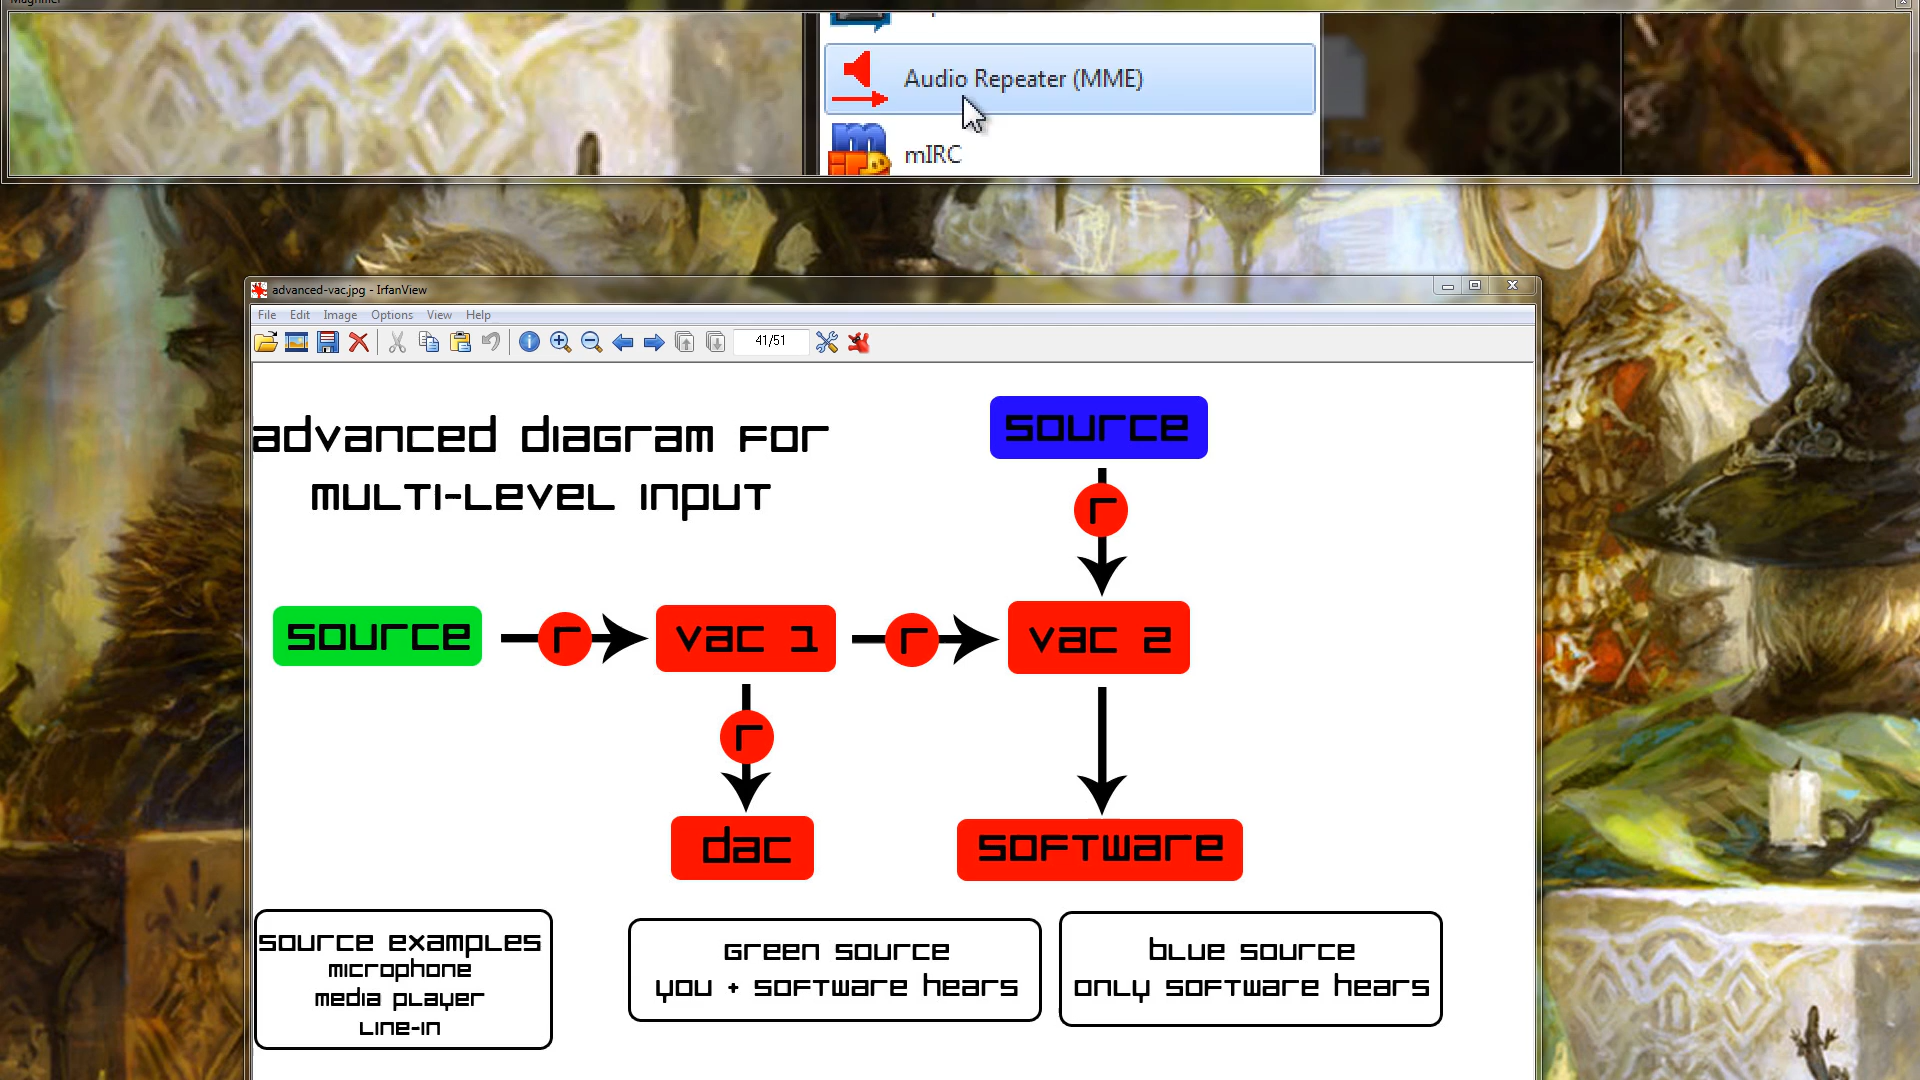 Magnifier
Audio Repeater (MME)
mIRC
advanced-vac.jpg - IrfanView
File Edit Image Options View Help
41/51
advanced diagram for
multi-level input
source
r
source
r
vac 1
r
vac 2
r
dac
software
source examples
microphone
media player
line-in
green source
you + software hears
blue source
only software hears